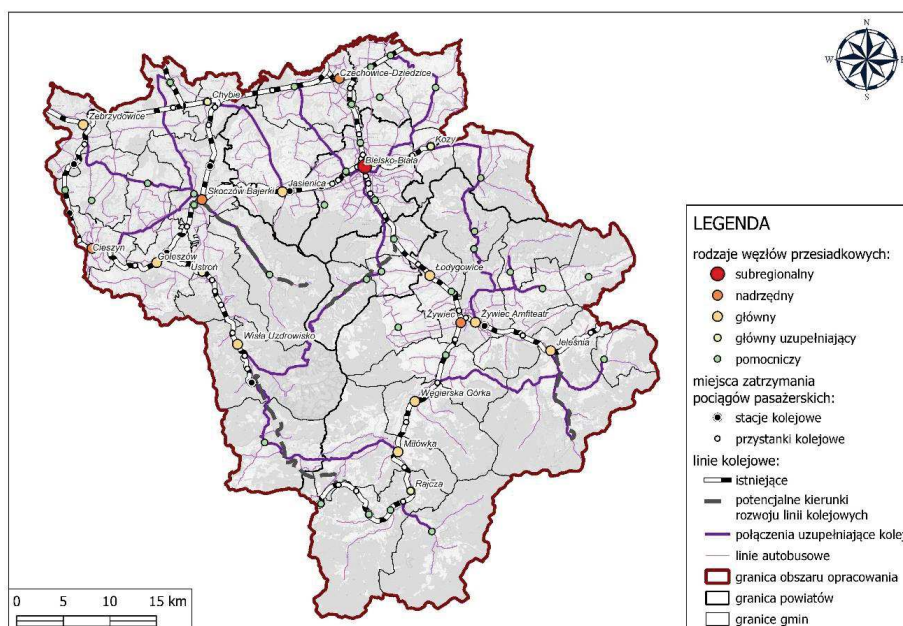 N
W
E
S
Czechowice-Dziedzice
Chybie
Zebrzydowice
Kozy
Bielsko-Biała
Jasienica
Skoczów Bajerki
Cieszyn
Goleszów
Ustroń
Łodygowice
Żywiec
Żywiec Amfiteatr
Wisła Uzdrowisko
Jeleśnia
Węgierska Górka
Milówka
Rajcza
0 5 10 15 km
LEGENDA
rodzaje węzłów przesiadkowych:
subregionalny
nadrzędny
główny
główny uzupełniający
pomocniczy
miejsca zatrzymania
pociągów pasażerskich:
stacje kolejowe
przystanki kolejowe
linie kolejowe:
istniejące
potencjalne kierunki
rozwoju linii kolejowych
połączenia uzupełniające kolej
linie autobusowe
granica obszaru opracowania
granica powiatów
granice gmin